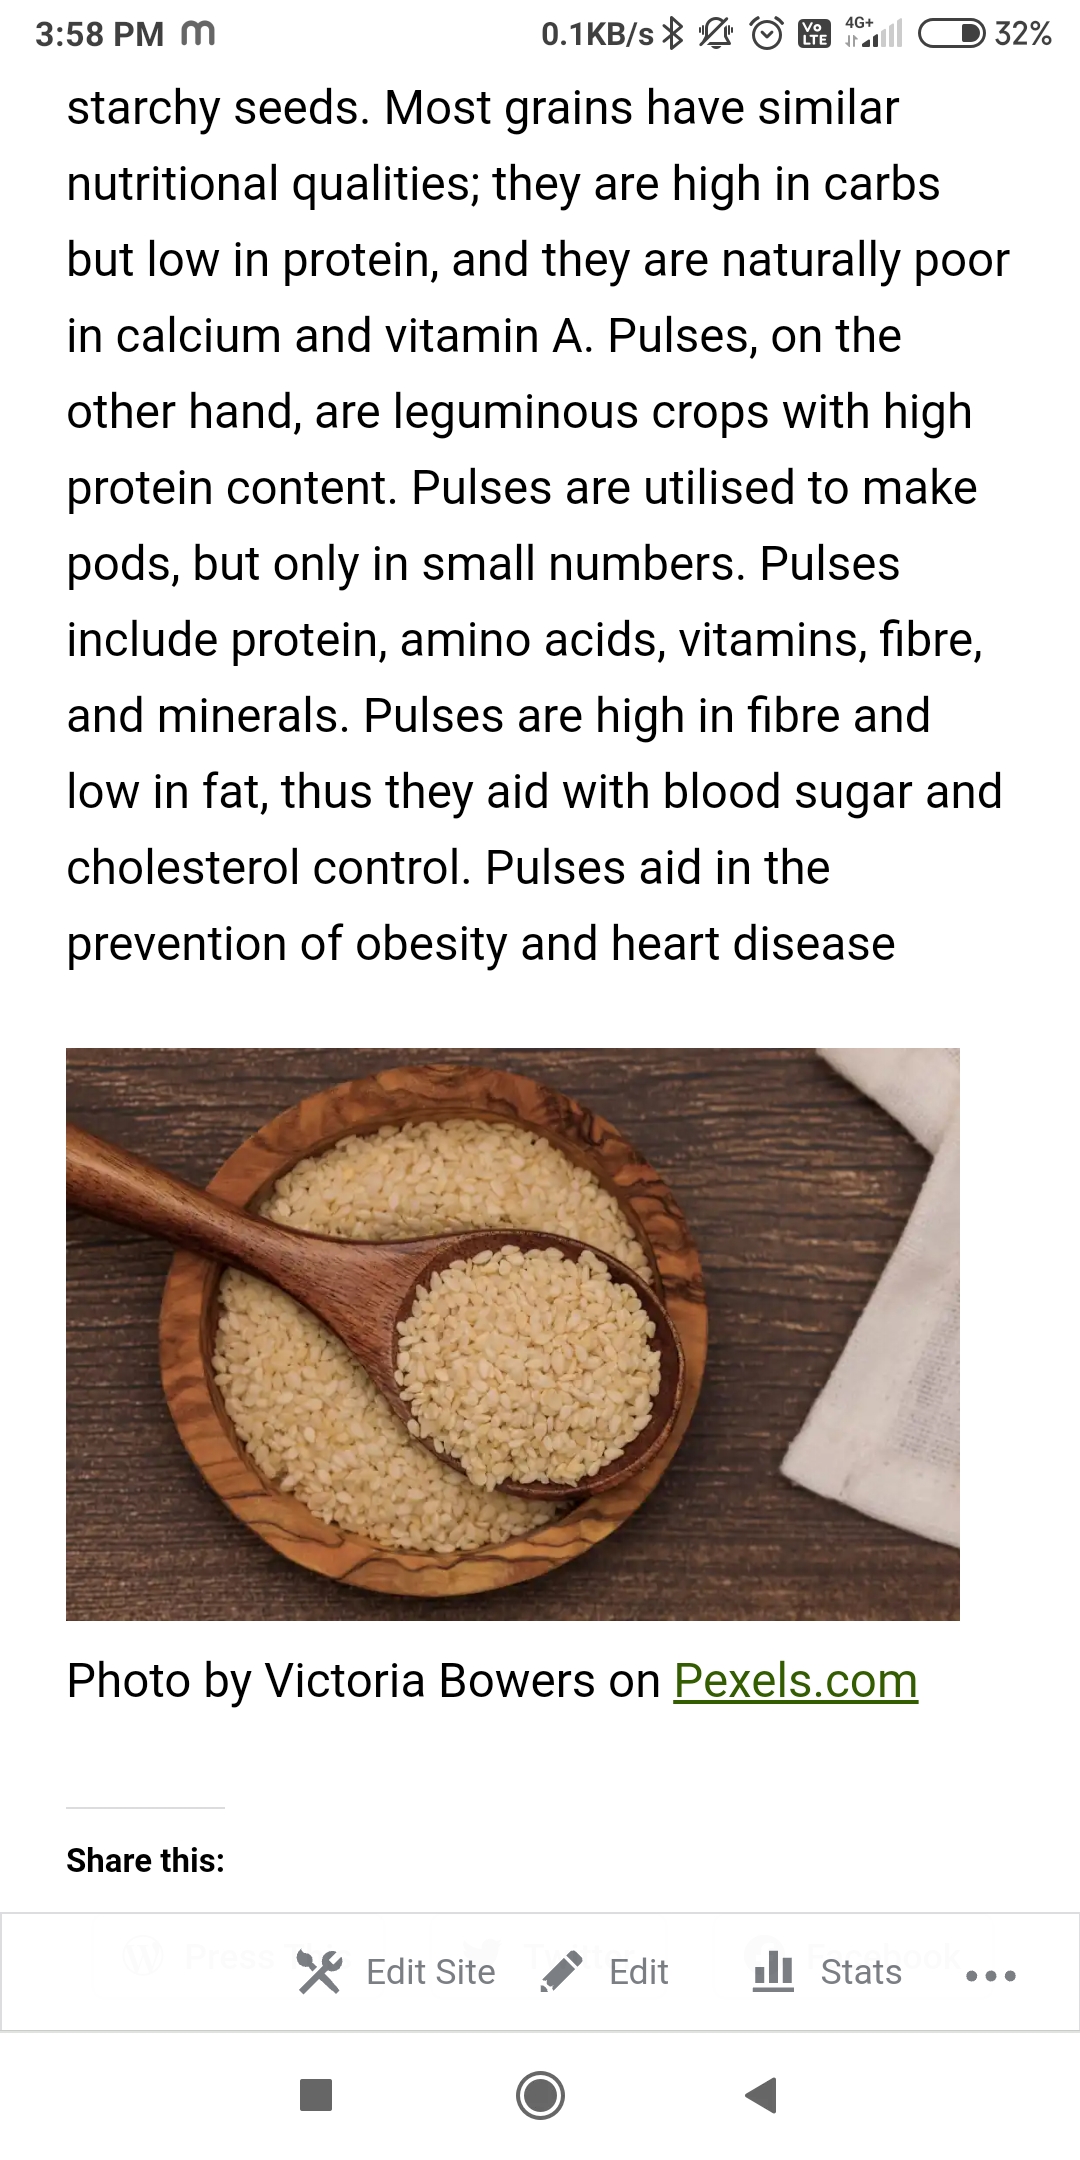 3:58 PM m 0.1KB/s Vo LTE 4G+ 32%
starchy seeds. Most grains have similar
nutritional qualities; they are high in carbs
but low in protein, and they are naturally poor
in calcium and vitamin A. Pulses, on the
other hand, are leguminous crops with high
protein content. Pulses are utilised to make
pods, but only in small numbers. Pulses
include protein, amino acids, vitamins, fibre,
and minerals. Pulses are high in fibre and
low in fat, thus they aid with blood sugar and
cholesterol control. Pulses aid in the
prevention of obesity and heart disease
Photo by Victoria Bowers on Pexels.com
Share this:
Edit Site Edit Stats